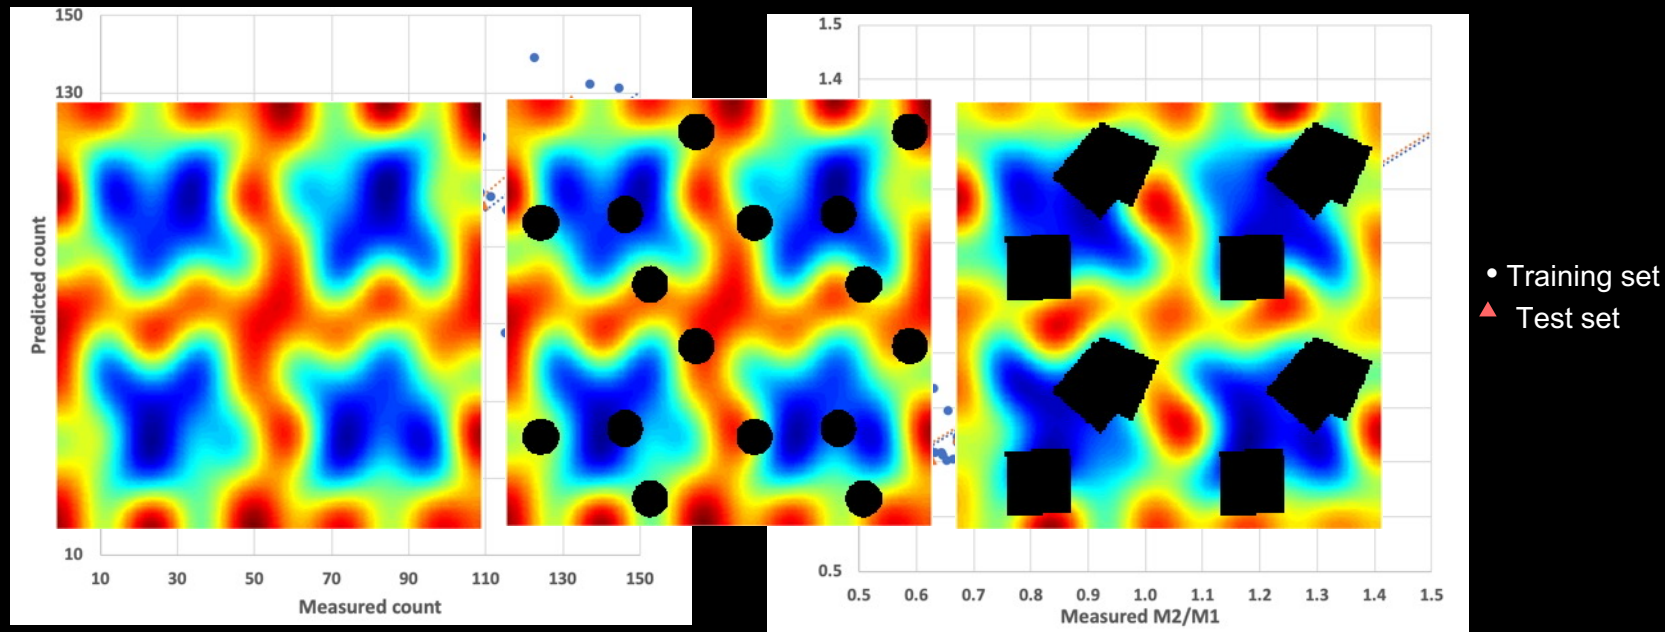 150
130
10
Predicted count
10 30 50 70 90 110 130 150
Measured count
1.5
1.4
0.5
0.5 0.6 0.7 0.8 0.9 1.0 1.1 1.2 1.3 1.4 1.5
Measured M2/M1
Training set
Test set